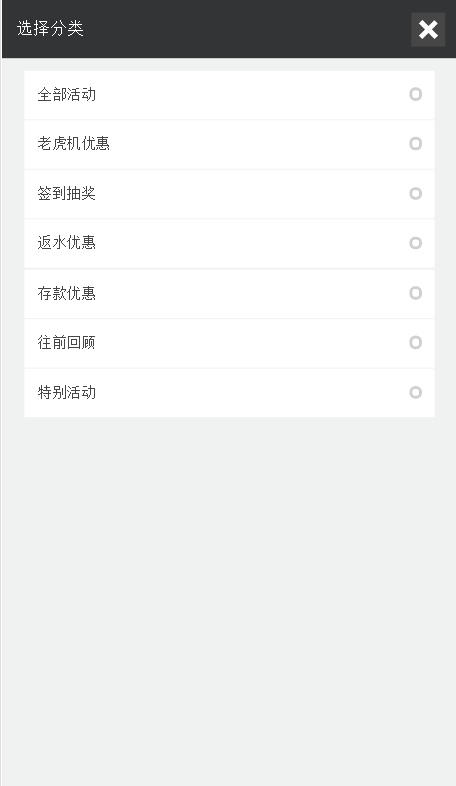 选择分类
全部活动
老虎机优惠
签到抽奖
返水优惠
存款优惠
往前回顾
特别活动